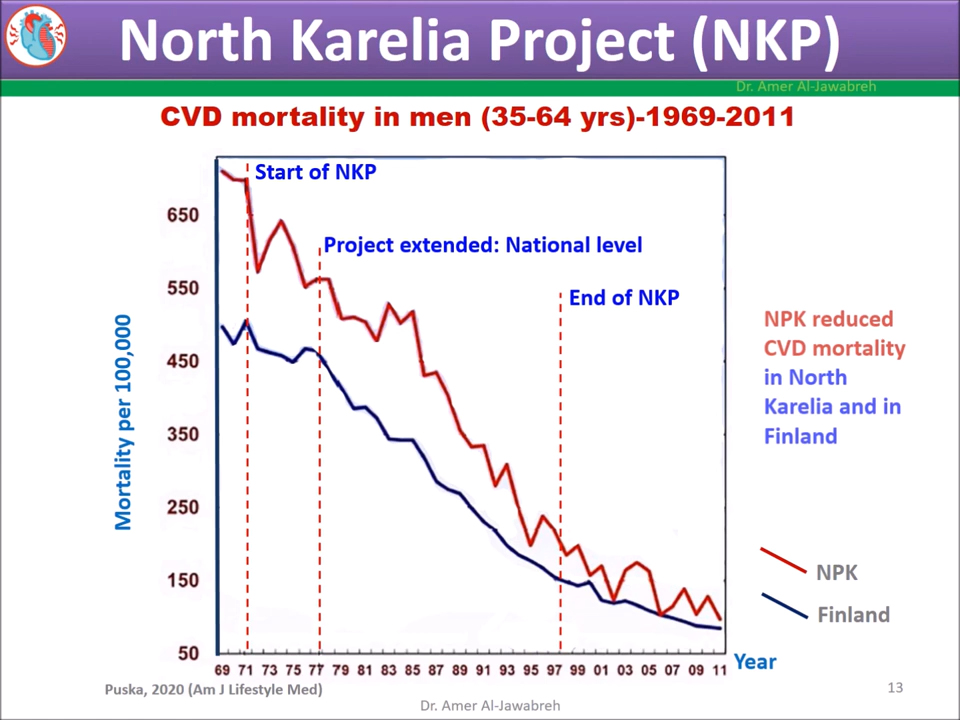 North Karelia Project (NKP)
Dr. Amer Al-Jawabreh
CVD mortality in men (35-64 yrs)-1969-2011
Start of NKP
650
Project extended: National level
550
End of NKP
NPK reduced
CVD mortality
in North
Karelia and in
Finland
Mortality per 100,000
450
350
250
150
50
NPK
Finland
69 71 73 75 77 79 81 83 85 87 89 91 93 95 97 99 01 03 05 07 09 11
Year
Puska, 2020 (Am J Lifestyle Med)
13
Dr. Amer Al-Jawabreh